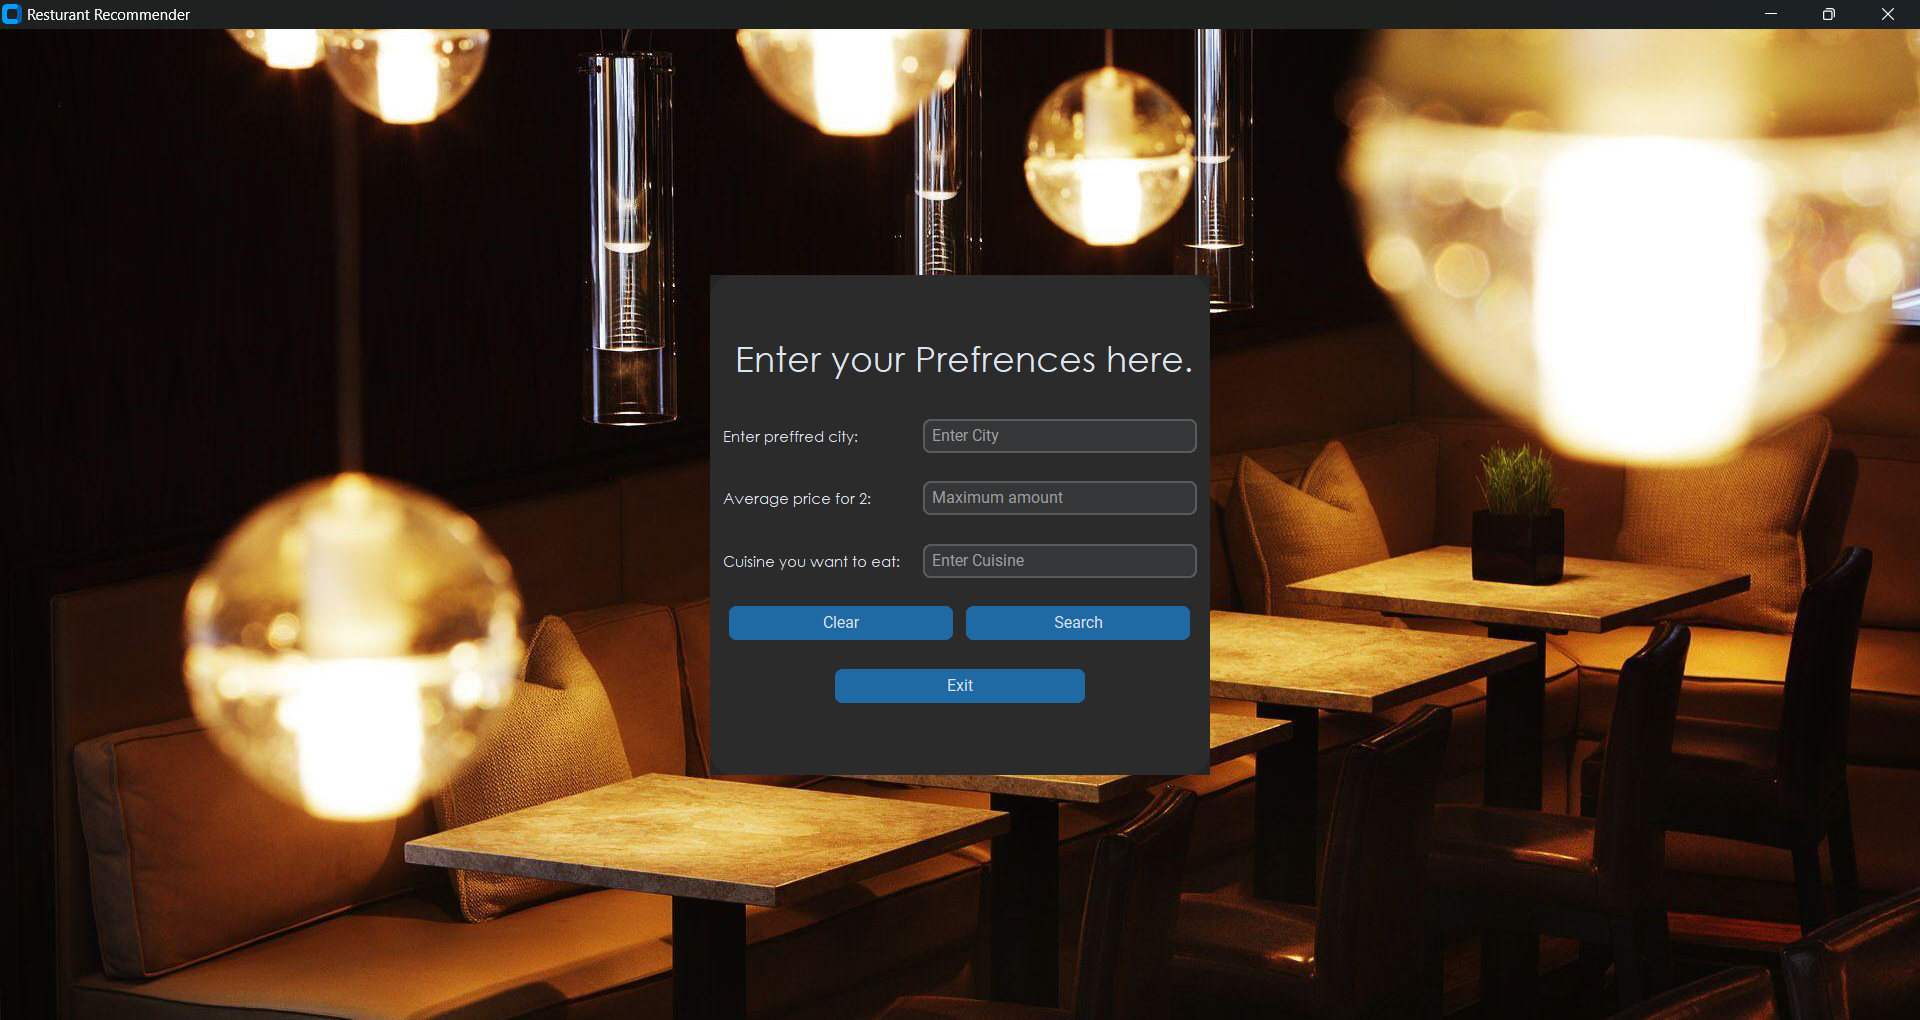 Resturant Recommender
Enter your Prefrences here.
Enter preffred city:
Enter City
Average price for 2:
Maximum amount
Cuisine you want to eat:
Enter Cuisine
Clear
Search
Exit